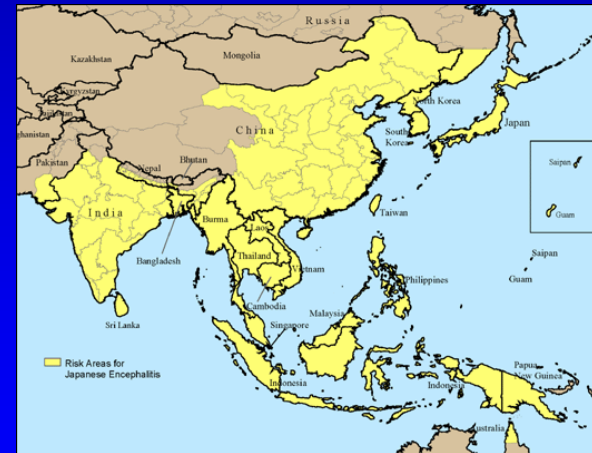 Russia
Kazakhstan
Mongolia
Kyrgyzstan
Tajikistan
ghanistan
China
North Korea
South
Korea
Japan
Pakistan
Nepal
Bhutan
Saipan
Guam
India
Burma
Laos
Taiwan
Bangladesh
Thailand
Vietnam
Saipan
Guam
Philippines
Cambodia
Malaysia
Sri Lanka
Singapore
Risk Areas for
Japanese Encephalitis
Indonesia
Indonesia
Papua
New Guinea
Australia